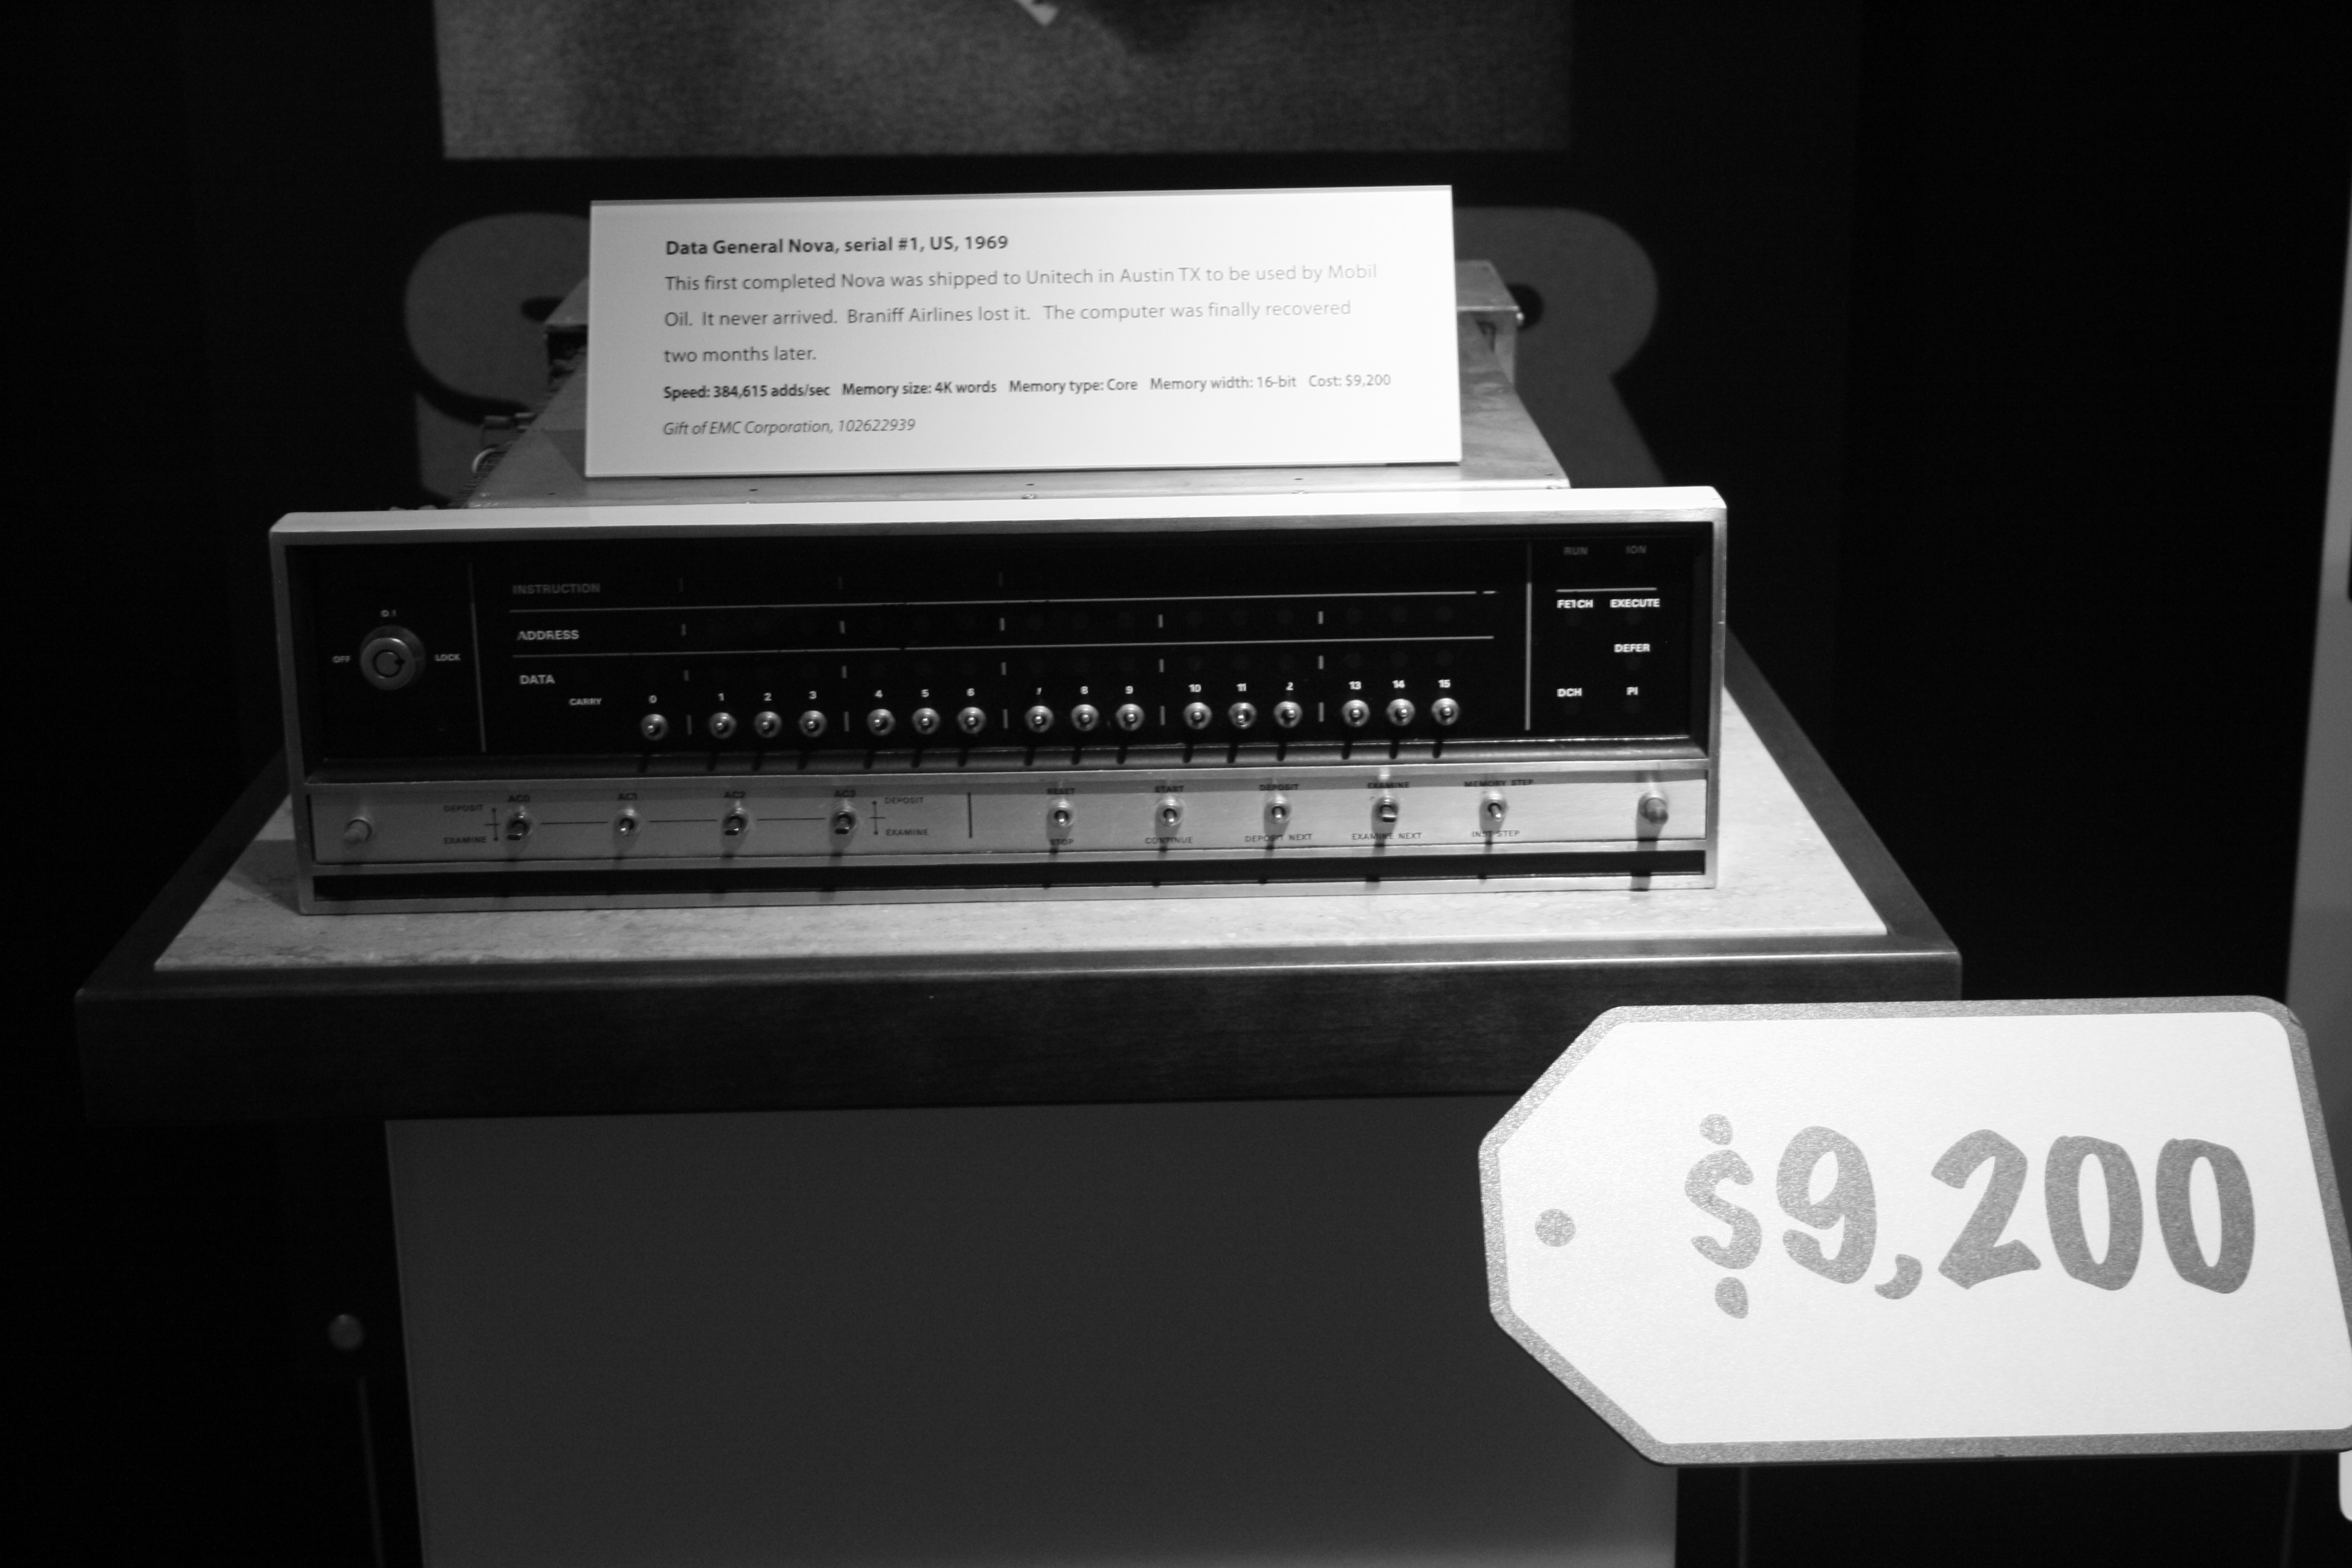 Data General Nova, serial #1, US, 1969
This first completed Nova was shipped to Unitech in Austin TX to be used by Mobil
Oil. It never arrived. Braniff Airlines lost it. The computer was finally recovered
two months later.
Speed: 384,615 adds/sec Memory size: 4K words Memory type: Core Memory width: 16-bit Cost: $9,200
Gift of EMC Corporation, 102622939
RUN ION
INSTRUCTION
FETCH EXECUTE
ADDRESS
OFF LOCK
DEFER
DATA
DCH PI
CARRY
0 1 2 3 4 5 6 7 8 9 10 11 2 13 14 15
AC0 AC1 AC2 AC3 RESET START DEPOSIT EXAMINE MEMORY STEP
DEPOSIT DEPOSIT
EXAMINE EXAMINE STOP CONTINUE DEPOSIT NEXT EXAMINE NEXT INST STEP
$9,200